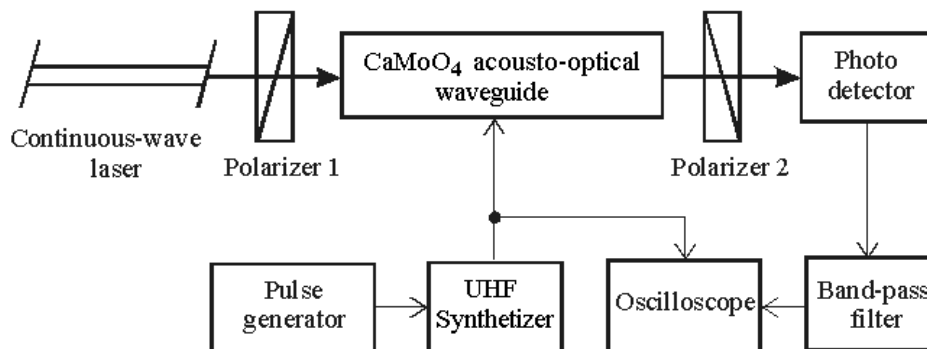 CaMoO4 acousto-optical
waveguide
Photo
detector
Continuous-wave
laser
Polarizer 1
Polarizer 2
Pulse
generator
UHF
Synthetizer
Oscilloscope
Band-pass
filter